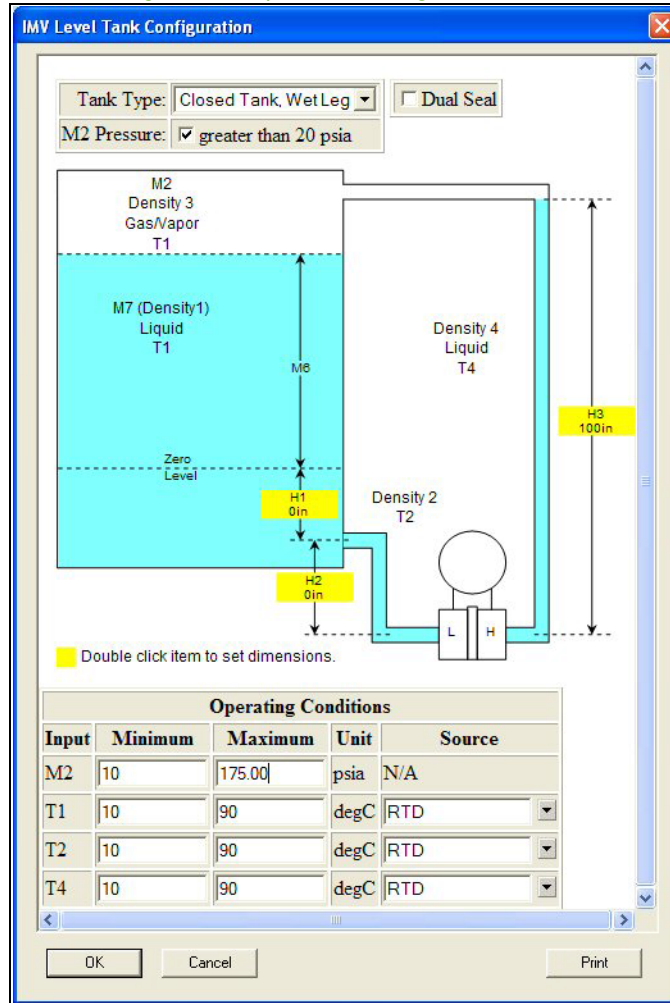 IMV Level Tank Configuration
Tank Type: Closed Tank, Wet Leg Dual Seal
M2 Pressure: greater than 20 psia
M2
Density 3
Gas/Vapor
T1
M7 (Density1)
Liquid
T1
M6
Density 4
Liquid
T4
H3
100in
Zero
Level
H1
0in
Density 2
T2
H2
0in
L H
Double click item to set dimensions.
Operating Conditions
Input Minimum Maximum Unit Source
M2 10 175.00 psia N/A
T1 10 90 degC RTD
T2 10 90 degC RTD
T4 10 90 degC RTD
OK Cancel Print